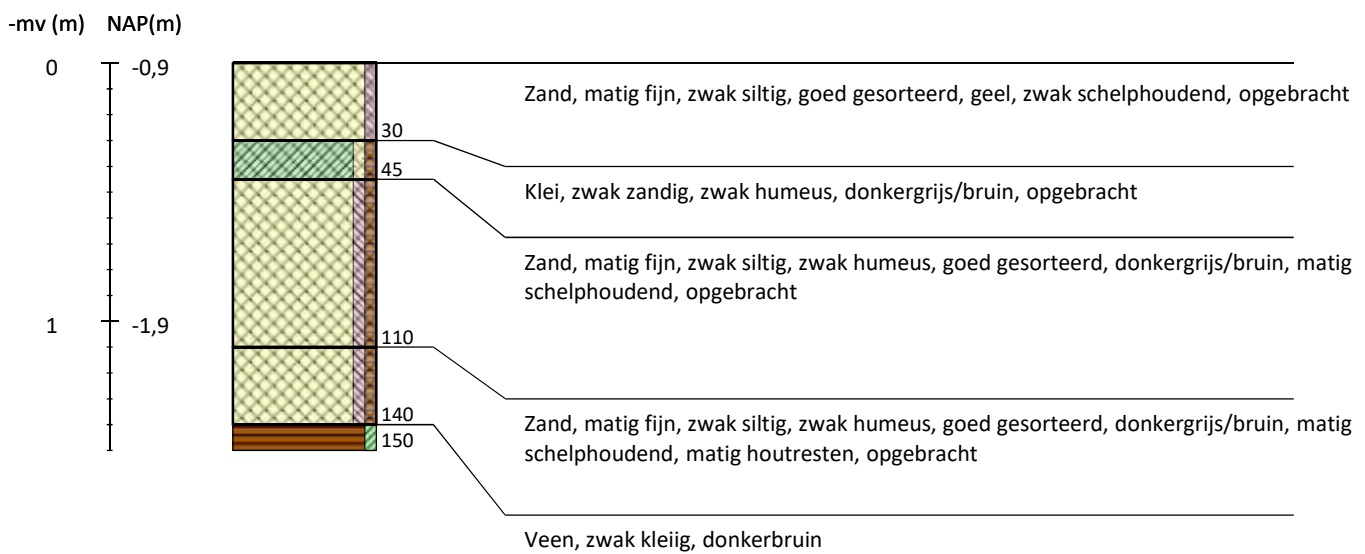 -mv (m) NAP(m)
0 -0,9
Zand, matig fijn, zwak siltig, goed gesorteerd, geel, zwak schelphoudend, opgebracht
30
45
Klei, zwak zandig, zwak humeus, donkergrijs/bruin, opgebracht
Zand, matig fijn, zwak siltig, zwak humeus, goed gesorteerd, donkergrijs/bruin, matig
schelphoudend, opgebracht
1 -1,9
110
140
Zand, matig fijn, zwak siltig, zwak humeus, goed gesorteerd, donkergrijs/bruin, matig
150
schelphoudend, matig houtresten, opgebracht
Veen, zwak kleiig, donkerbruin